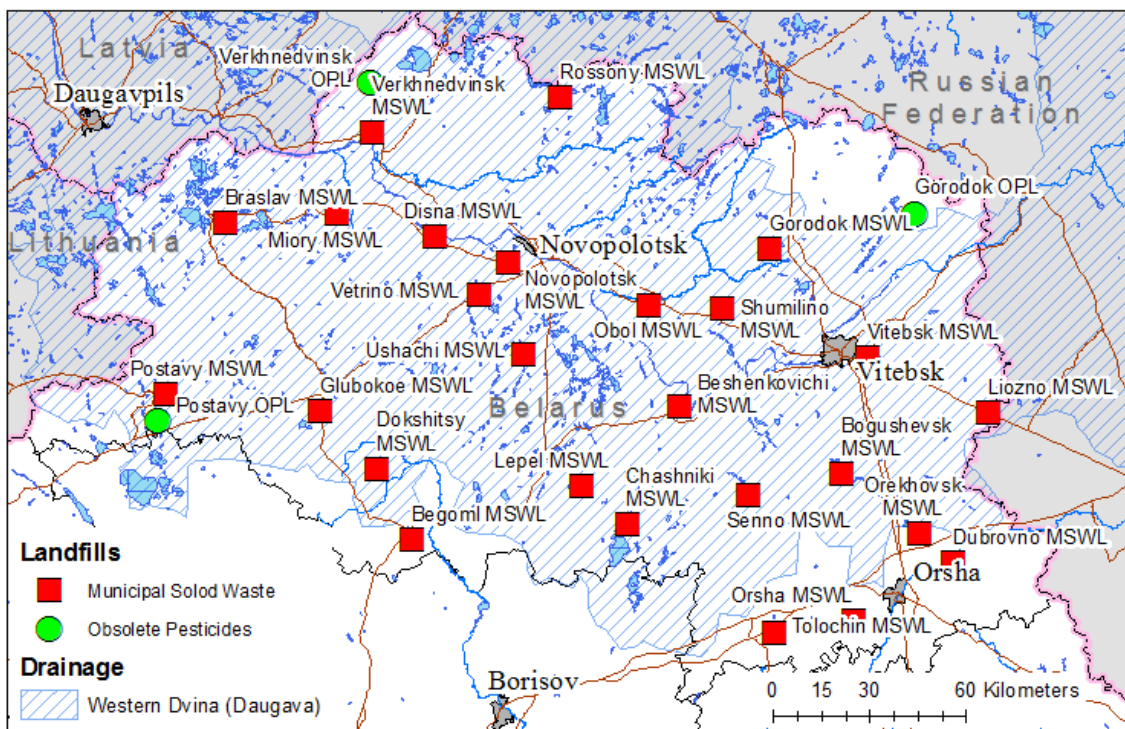 Latvia
Verkhnedvinsk
OPL
Verkhnedvinsk
MSWL
Rossony MSWL
Russian
Federation
Daugavpils
Gorodok OPL
Braslav MSWL
Miory MSWL
Disna MSWL
Gorodok MSWL
Lithuania
Novopolotsk
Novopolotsk
MSWL
Vetrino MSWL
Obol MSWL
Shumilino
MSWL
Vitebsk MSWL
Vitebsk
Ushachi MSWL
Postavy MSWL
Glubokoe MSWL
Beshenkovichi
MSWL
Liozno MSWL
Postavy OPL
Belarus
Dokshitsy
MSWL
Bogushevsk
MSWL
Lepel MSWL
Chashniki
MSWL
Orekhovsk
MSWL
Begoml MSWL
Senno MSWL
Dubrovno MSWL
Orsha
Orsha MSWL
Tolochin MSWL
Borisov
Landfills
Municipal Solod Waste
Obsolete Pesticides
Drainage
Western Dvina (Daugava)
0 15 30 60 Kilometers